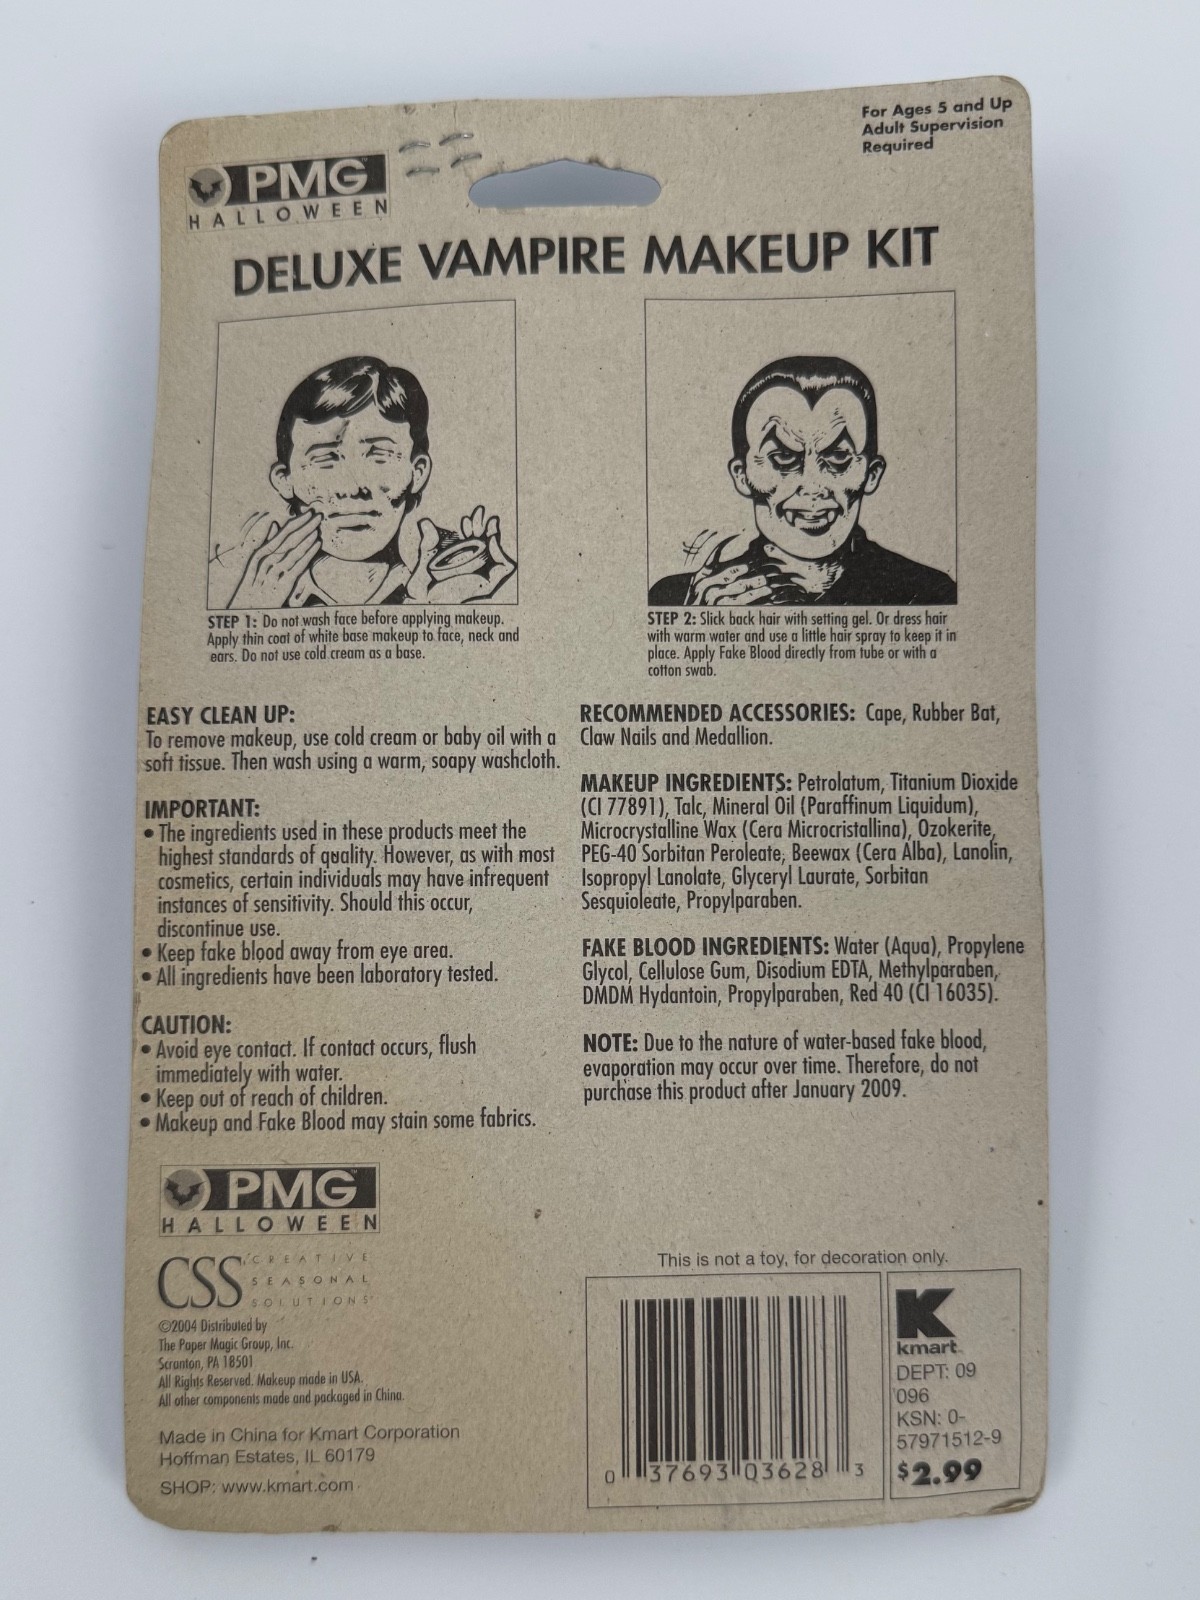 For Ages 5 and Up
Adult Supervision
Required
PMG™
HALLOWEEN
DELUXE VAMPIRE MAKEUP KIT
STEP 1: Do not wash face before applying makeup.
Apply thin coat of white base makeup to face, neck and
ears. Do not use cold cream as a base.
STEP 2: Slick back hair with setting gel. Or dress hair
with warm water and use a little hair spray to keep it in
place. Apply Fake Blood directly from tube or with a
cotton swab.
EASY CLEAN UP:
To remove makeup, use cold cream or baby oil with a
soft tissue. Then wash using a warm, soapy washcloth.
IMPORTANT:
• The ingredients used in these products meet the
highest standards of quality. However, as with most
cosmetics, certain individuals may have infrequent
instances of sensitivity. Should this occur,
discontinue use.
• Keep fake blood away from eye area.
• All ingredients have been laboratory tested.
CAUTION:
• Avoid eye contact. If contact occurs, flush
immediately with water.
• Keep out of reach of children.
• Makeup and Fake Blood may stain some fabrics.
RECOMMENDED ACCESSORIES: Cape, Rubber Bat,
Claw Nails and Medallion.
MAKEUP INGREDIENTS: Petrolatum, Titanium Dioxide
(CI 77891), Talc, Mineral Oil (Paraffinum Liquidum),
Microcrystalline Wax (Cera Microcristallina), Ozokerite,
PEG-40 Sorbitan Peroleate, Beewax (Cera Alba), Lanolin,
Isopropyl Lanolate, Glyceryl Laurate, Sorbitan
Sesquioleate, Propylparaben.
FAKE BLOOD INGREDIENTS: Water (Aqua), Propylene
Glycol, Cellulose Gum, Disodium EDTA, Methylparaben,
DMDM Hydantoin, Propylparaben, Red 40 (CI 16035).
NOTE: Due to the nature of water-based fake blood,
evaporation may occur over time. Therefore, do not
purchase this product after January 2009.
PMG™
HALLOWEEN
CSS CREATIVE
SEASONAL
SOLUTIONS
©2004 Distributed by
The Paper Magic Group, Inc.
Scranton, PA 18501
All Rights Reserved. Makeup made in USA.
All other components made and packaged in China.
Made in China for Kmart Corporation
Hoffman Estates, IL 60179
SHOP: www.kmart.com
This is not a toy, for decoration only.
0 37693 03628 3
K
kmart
DEPT: 09
096
KSN: 0-
57971512-9
$2.99